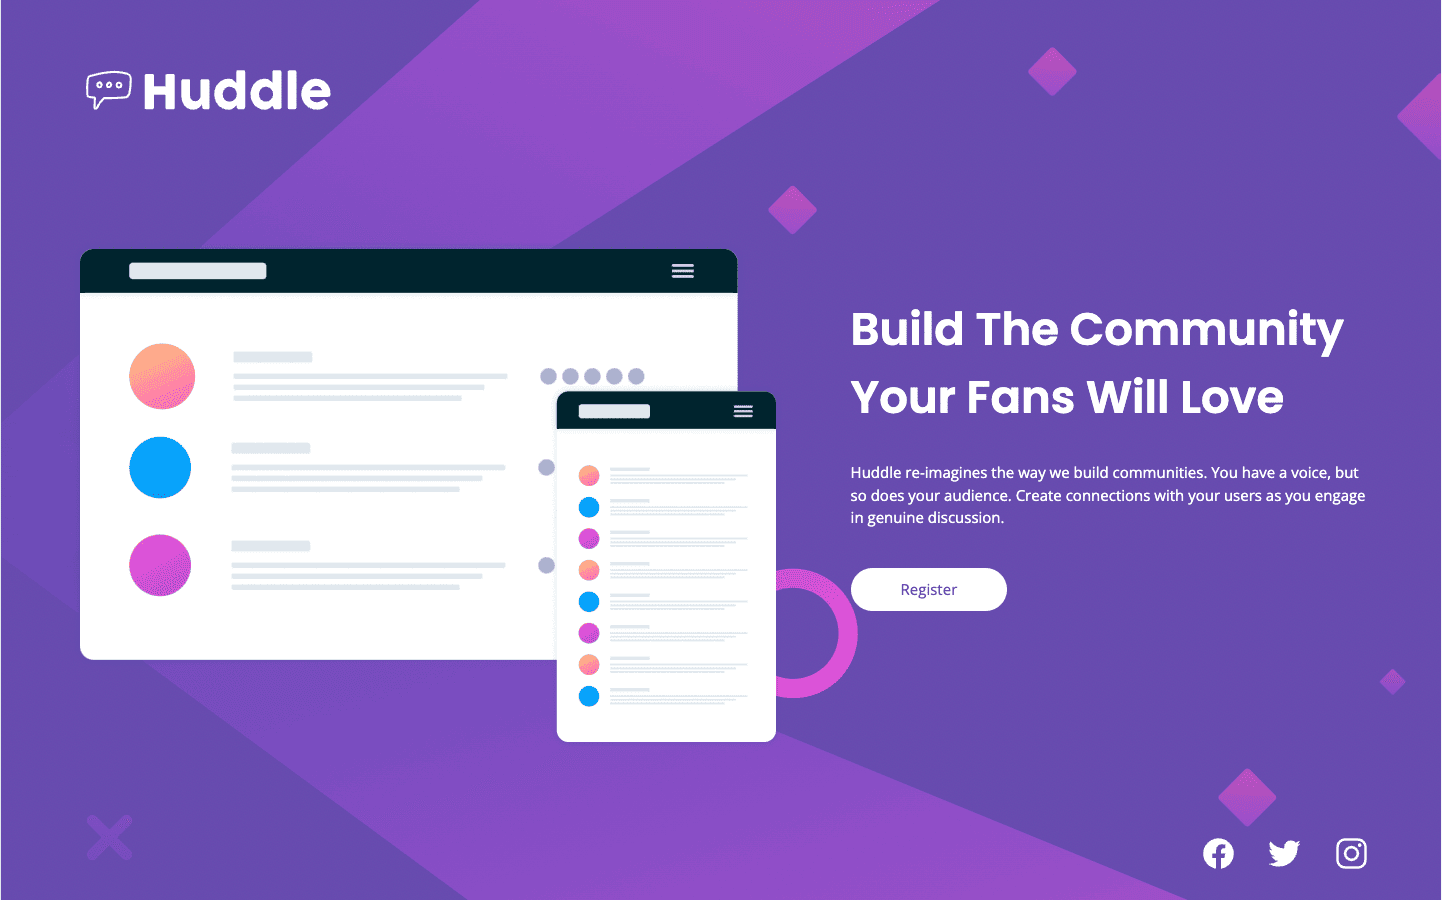 Huddle
Build The Community
Your Fans Will Love
Huddle re-imagines the way we build communities. You have a voice, but
so does your audience. Create connections with your users as you engage
in genuine discussion.
Register